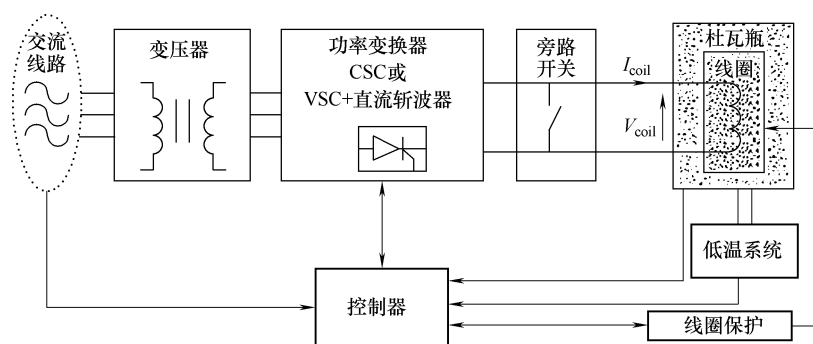 交流
线路
变压器
功率变换器
CSC或
VSC+直流斩波器
旁路
开关
I_coil
V_coil
杜瓦瓶
线圈
低温系统
控制器
线圈保护